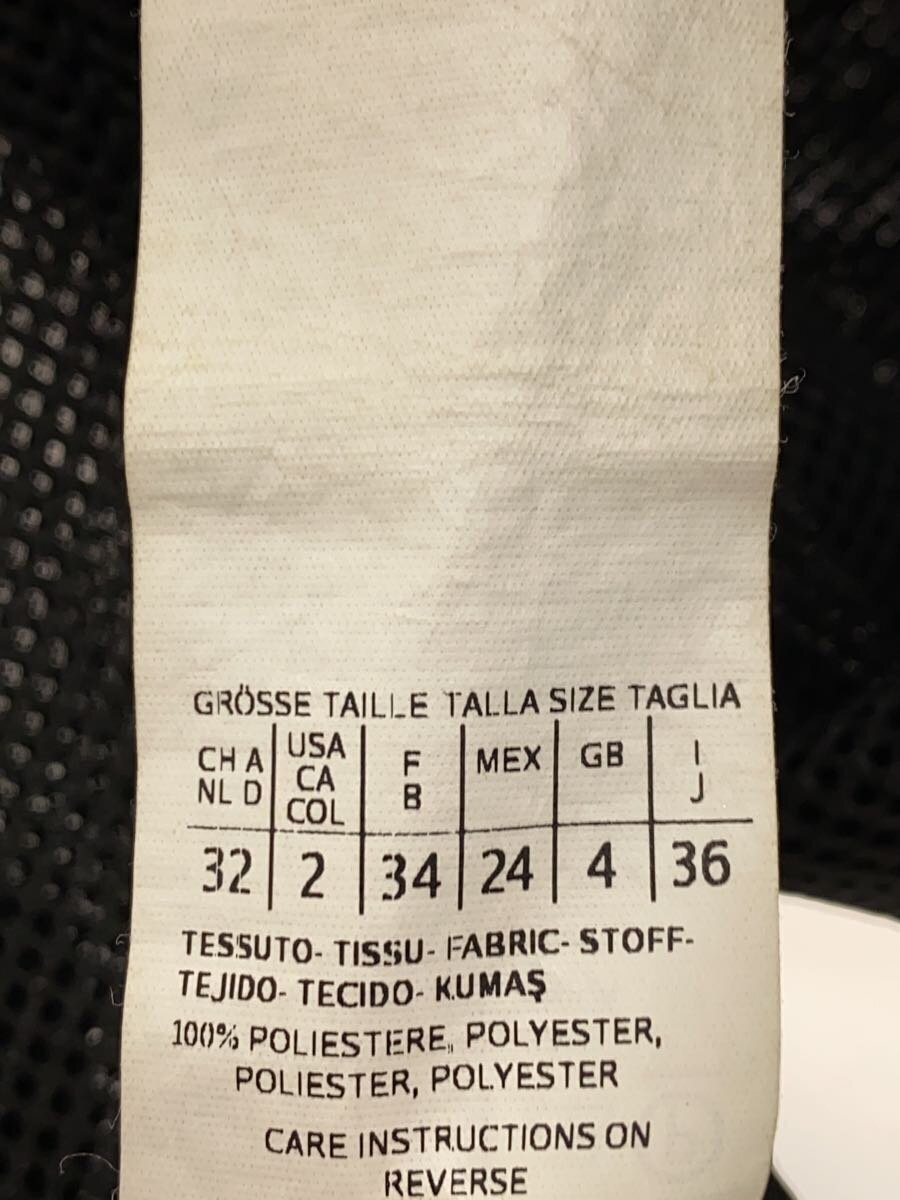 GRÖSSE TAILLE TALLA SIZE TAGLIA
CH A USA F MEX GB I
NL D CA B J
COL
32 2 34 24 4 36
TESSUTO- TISSU- FABRIC- STOFF-
TEJIDO- TECIDO- KUMAŞ
100% POLIESTERE, POLYESTER,
POLIESTER, POLYESTER
CARE INSTRUCTIONS ON
REVERSE